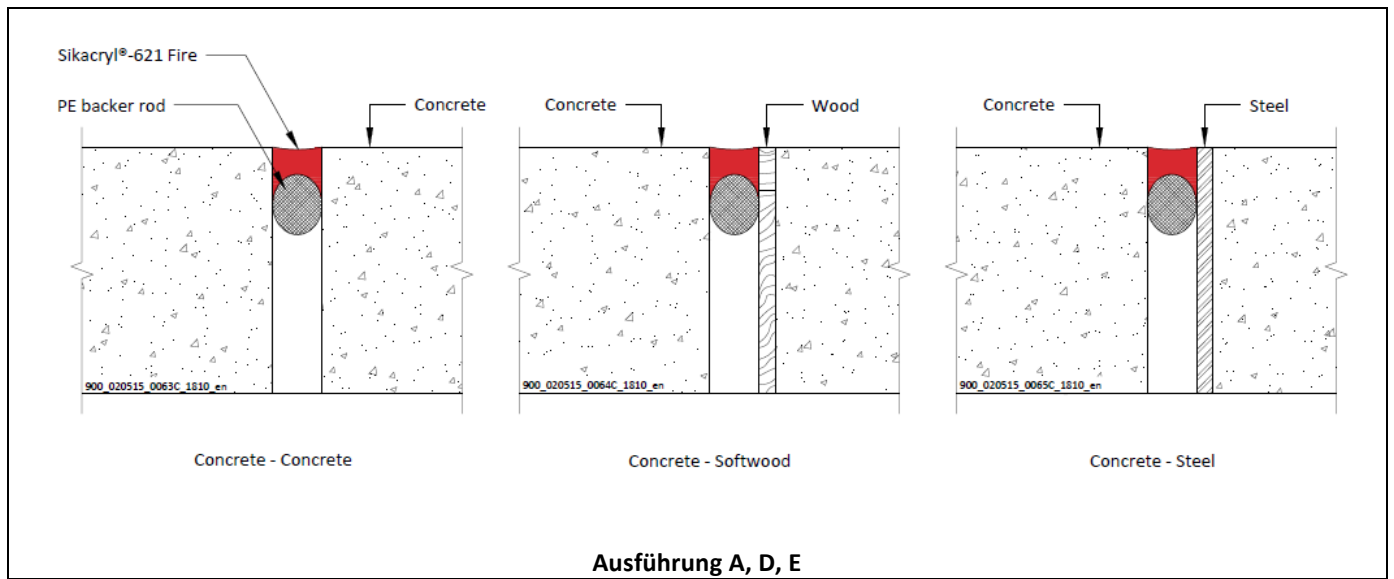 Sikacryl®-621 Fire
PE backer rod
Concrete
Concrete
Wood
Concrete
Steel
900_020515_0063C_1810_en
900_020515_0064C_1810_en
900_020515_0065C_1810_en
Concrete - Concrete
Concrete - Softwood
Concrete - Steel
Ausführung A, D, E